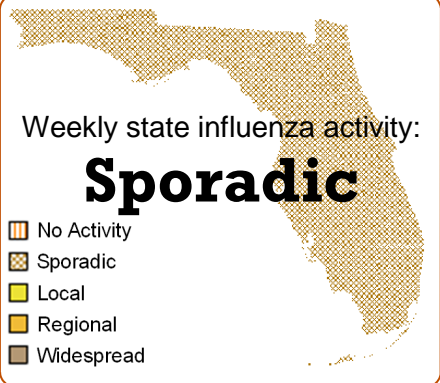 Weekly state influenza activity:
Sporadic
No Activity
Sporadic
Local
Regional
Widespread